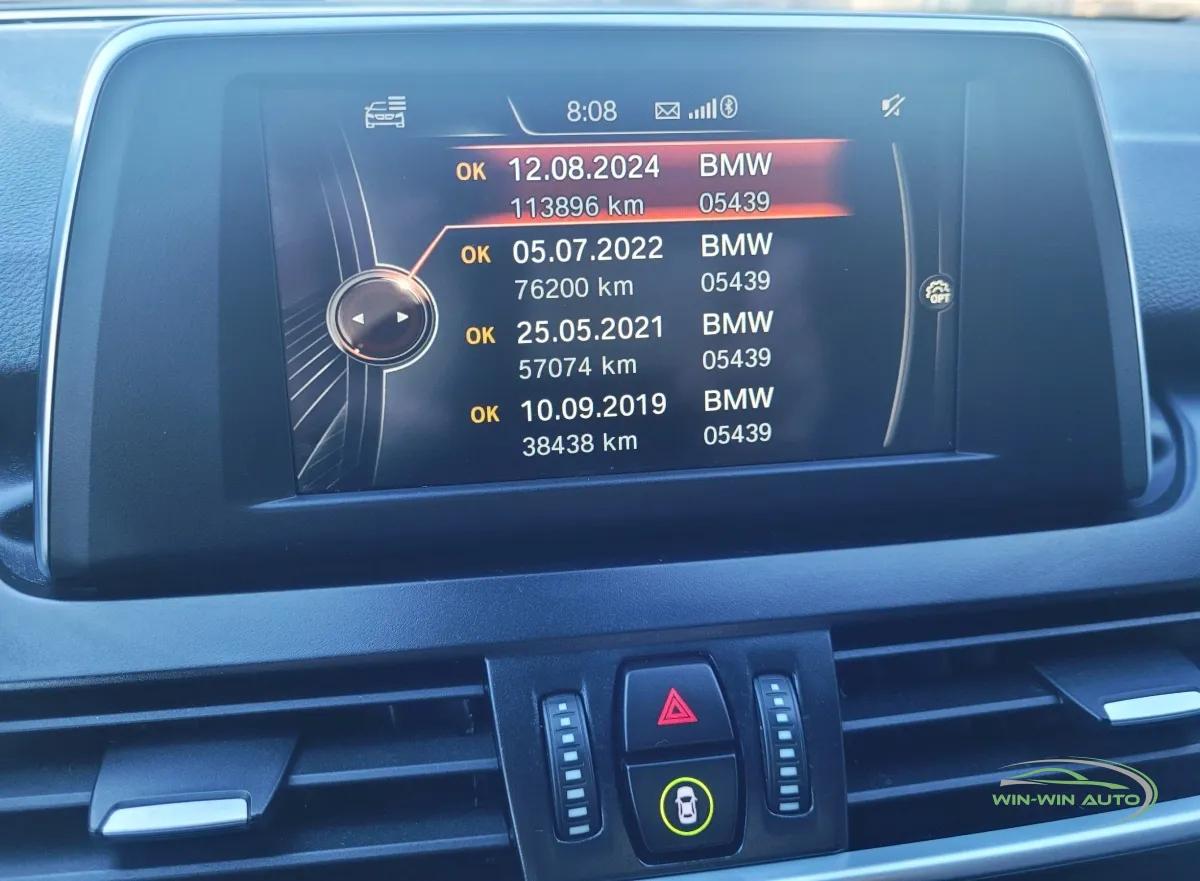 8:08
OK 12.08.2024 BMW
113896 km 05439
OK 05.07.2022 BMW
76200 km 05439
OK 25.05.2021 BMW
57074 km 05439
OK 10.09.2019 BMW
38438 km 05439
OPT
WIN-WIN AUTO